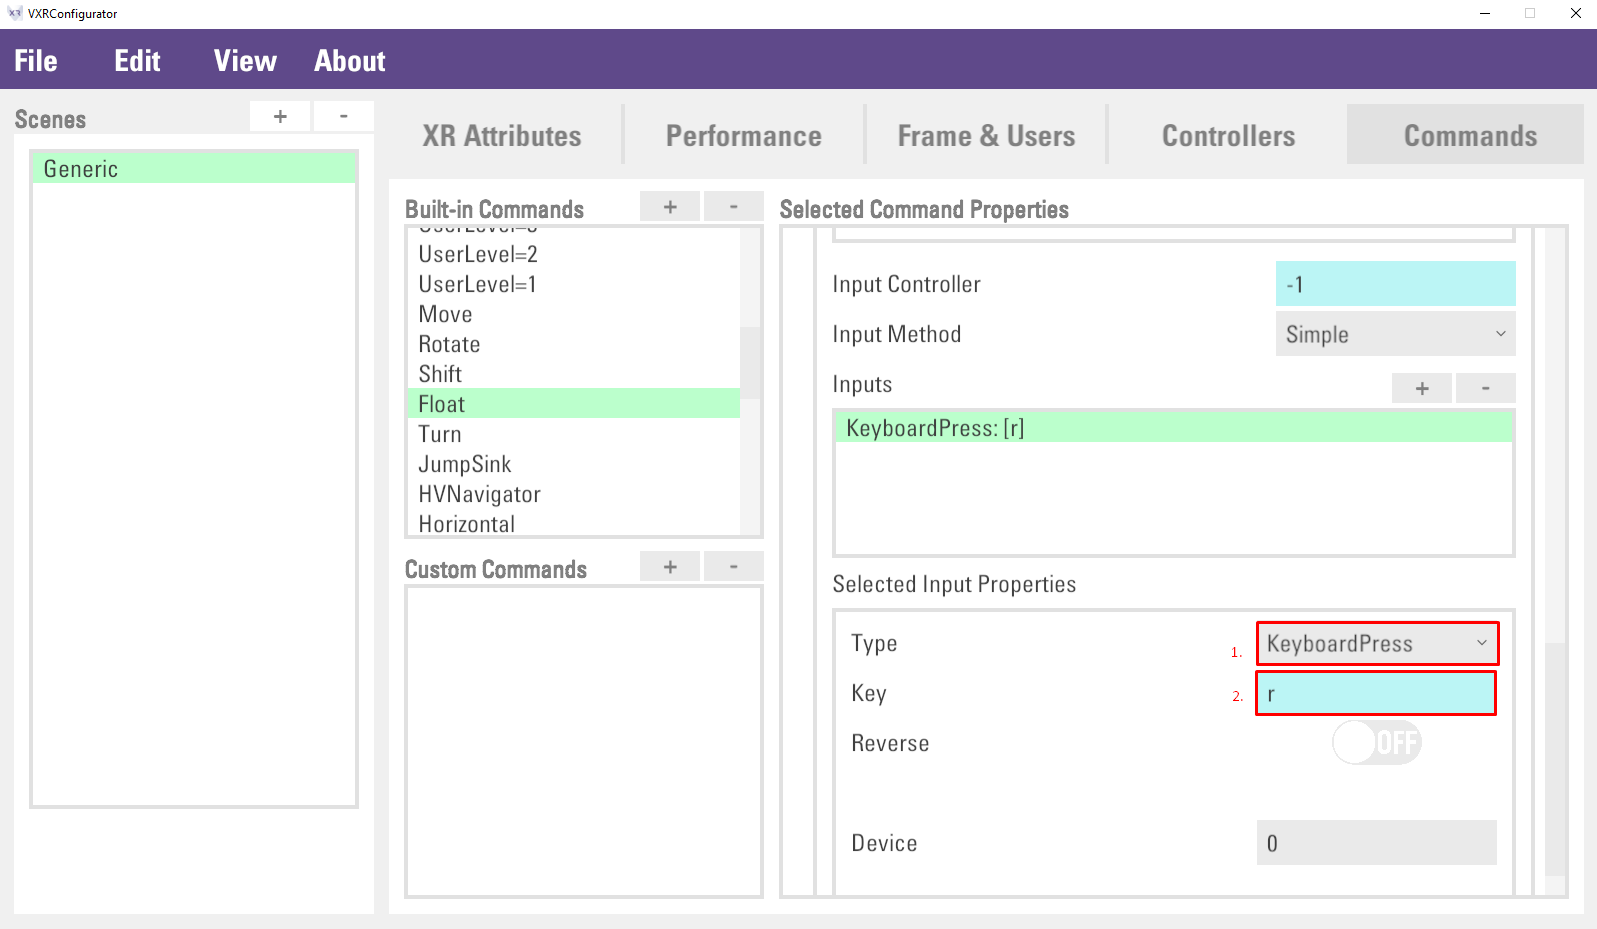 VXRConfigurator
File Edit View About
Scenes + -
Generic
XR Attributes Performance Frame & Users Controllers Commands
Built-in Commands + -
UserLevel=2
UserLevel=1
Move
Rotate
Shift
Float
Turn
JumpSink
HVNavigator
Horizontal
Custom Commands + -
Selected Command Properties
Input Controller -1
Input Method Simple
Inputs + -
KeyboardPress: [r]
Selected Input Properties
Type 1. KeyboardPress
Key 2. r
Reverse OFF
Device 0